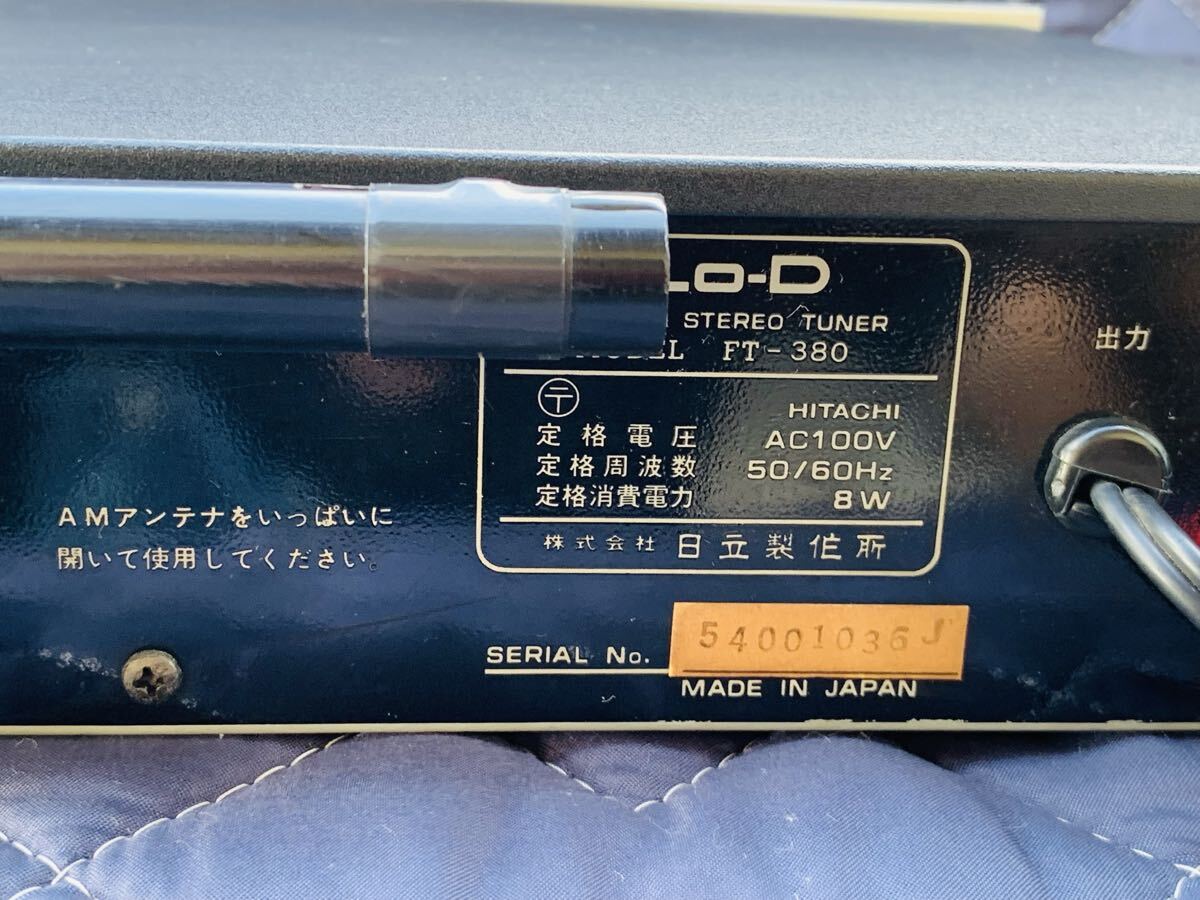 Lo-D
STEREO TUNER
MODEL FT-380
〒
HITACHI
定格電圧 AC100V
定格周波数 50/60Hz
定格消費電力 8W
株式会社 日立製作所
出力
AMアンテナをいっぱいに
開いて使用してください。
SERIAL No. 54001036J
MADE IN JAPAN